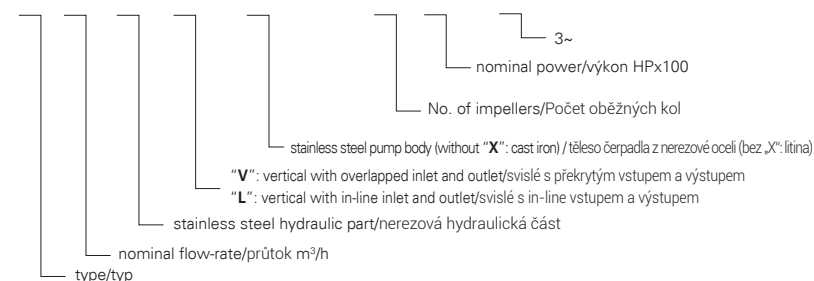 3~
nominal power/výkon HPx100
No. of impellers/Počet oběžných kol
stainless steel pump body (without "X": cast iron) / těleso čerpadla z nerezové oceli (bez „X": litina)
"V": vertical with overlapped inlet and outlet/svislé s překrytým vstupem a výstupem
"L": vertical with in-line inlet and outlet/svislé s in-line vstupem a výstupem
stainless steel hydraulic part/nerezová hydraulická část
nominal flow-rate/průtok m³/h
type/typ